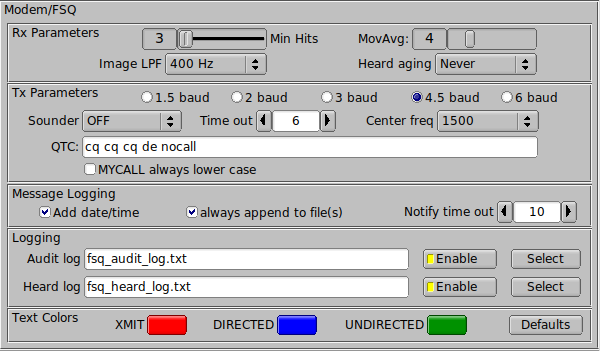 Modem/FSQ
Rx Parameters 3 Min Hits MovAvg: 4
Image LPF 400 Hz Heard aging Never
Tx Parameters 1.5 baud 2 baud 3 baud 4.5 baud 6 baud
Sounder OFF Time out 6 Center freq 1500
QTC: cq cq cq de nocall
MYCALL always lower case
Message Logging
Add date/time always append to file(s) Notify time out 10
Logging
Audit log fsq_audit_log.txt Enable Select
Heard log fsq_heard_log.txt Enable Select
Text Colors
XMIT DIRECTED UNDIRECTED Defaults